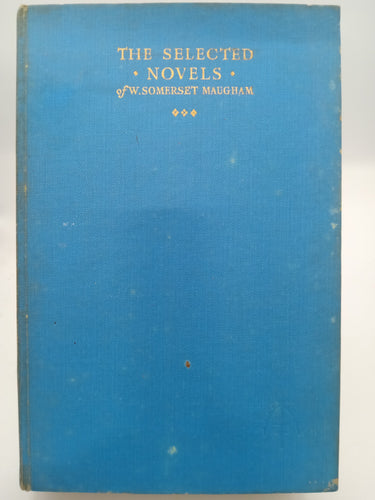 THE SELECTED
· NOVELS ·
of W. SOMERSET MAUGHAM